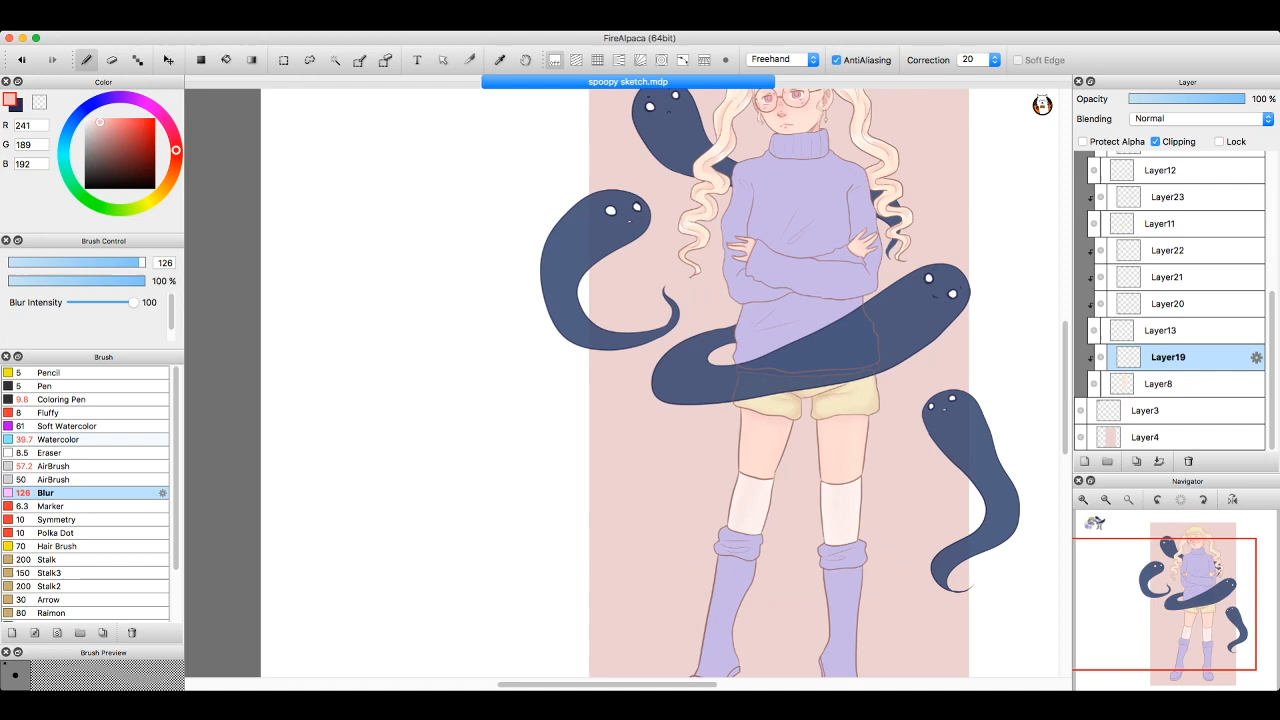 FireAlpaca (64bit)
Freehand
AntiAliasing
Correction
20
Soft Edge
spoopy sketch.mdp
Color
R 241
G 189
B 192
Brush Control
126
100 %
Blur Intensity 100
Brush
5 Pencil
5 Pen
9.8 Coloring Pen
8 Fluffy
61 Soft Watercolor
39.7 Watercolor
8.5 Eraser
57.2 AirBrush
50 AirBrush
126 Blur
6.3 Marker
10 Symmetry
10 Polka Dot
70 Hair Brush
200 Stalk
150 Stalk3
200 Stalk2
30 Arrow
80 Raimon
Brush Preview
Layer
Opacity 100 %
Blending Normal
Protect Alpha Clipping Lock
Layer12
Layer23
Layer11
Layer22
Layer21
Layer20
Layer13
Layer19
Layer8
Layer3
Layer4
Navigator